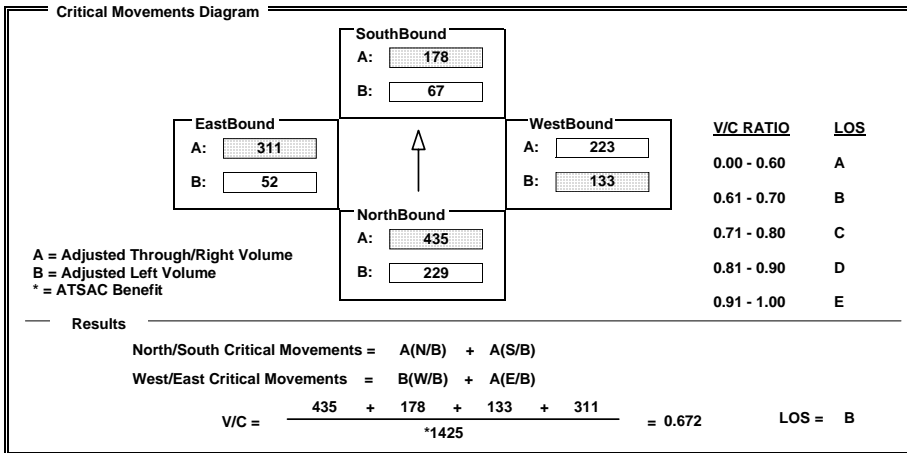 Critical Movements Diagram
SouthBound
A: 178
B: 67
EastBound
A: 311
B: 52
WestBound
A: 223
B: 133
NorthBound
A: 435
B: 229
V/C RATIO LOS
0.00 - 0.60 A
0.61 - 0.70 B
0.71 - 0.80 C
0.81 - 0.90 D
0.91 - 1.00 E
A = Adjusted Through/Right Volume
B = Adjusted Left Volume
* = ATSAC Benefit
Results
North/South Critical Movements = A(N/B) + A(S/B)
West/East Critical Movements = B(W/B) + A(E/B)
V/C = 435 + 178 + 133 + 311 = 0.672 LOS = B
*1425